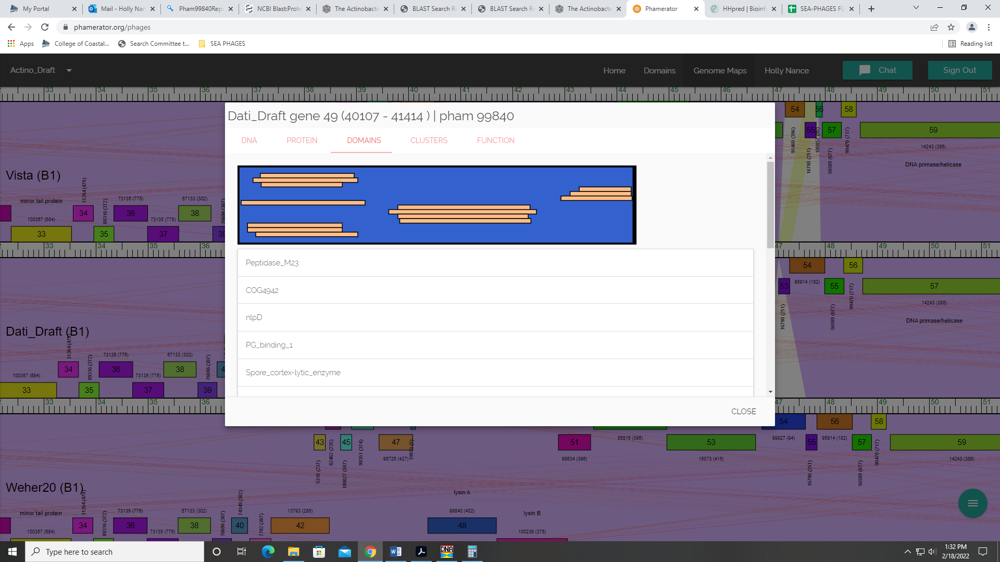 My Portal
Mail - Holly Nan
Pham99840Repo
NCBI Blast:Prote
The Actinobacte
BLAST Search Re
BLAST Search Re
The Actinobacte
Phamerator
HHpred | Bioinfo
SEA-PHAGES FU
phamerator.org/phages
Apps
College of Coastal...
Search Committee t...
SEA PHAGES
Reading list
Actino_Draft
Home
Domains
Genome Maps
Holly Nance
Chat
Sign Out
33 34 35 36 37 38 39 40 41 42 43 44 45 46 47 48 49 50 51
Dati_Draft gene 49 (40107 - 41414 ) | pham 99840
DNA
PROTEIN
DOMAINS
CLUSTERS
FUNCTION
Peptidase_M23
COG4942
nlpD
PG_binding_1
Spore_cortex-lytic_enzyme
CLOSE
54 56 58
55 57 59
95469 (396)
16790 (251)
100857 (86)
56589 (677)
99470 (717)
14243 (386)
DNA primase/helicase
Vista (B1)
minor tail protein
31264 (479)
89316 (372)
73135 (775)
67133 (302)
76696 (387)
100357 (684)
34 36 38
73135 (775)
33 35 37 39
33 34 35 36
47 48 49 50 51
54 56
95914 (182)
53 55 57
16790 (251)
56589 (677)
99470 (717)
14243 (386)
DNA primase/helicase
Dati_Draft (B1)
31264 (479)
89316 (372)
73135 (775)
67133 (302)
76696 (387)
100357 (684)
34 36 38 4
73135 (775)
33 35 37 39
33 34 35 36
47 48 49 50 51
54 56 58
43 45 47 51 53 55 57 59
5318 (237)
62462 (235)
100027 (587)
99351 (374)
96725 (427)
99634 (396)
55816 (396)
15073 (415)
99927 (94)
95914 (182)
16790 (251)
56589 (677)
99470 (717)
14243 (386)
Weher20 (B1)
lysin A
minor tail protein
31264 (479)
89316 (372)
73135 (775)
67133 (302)
76696 (387)
74349 (382)
7782 (387)
13793 (285)
99840 (402)
lysin B
34 36 38 40 42 48
100357 (684)
73135 (775)
100236 (375)
Type here to search
DNA
1:32 PM
2/18/2022